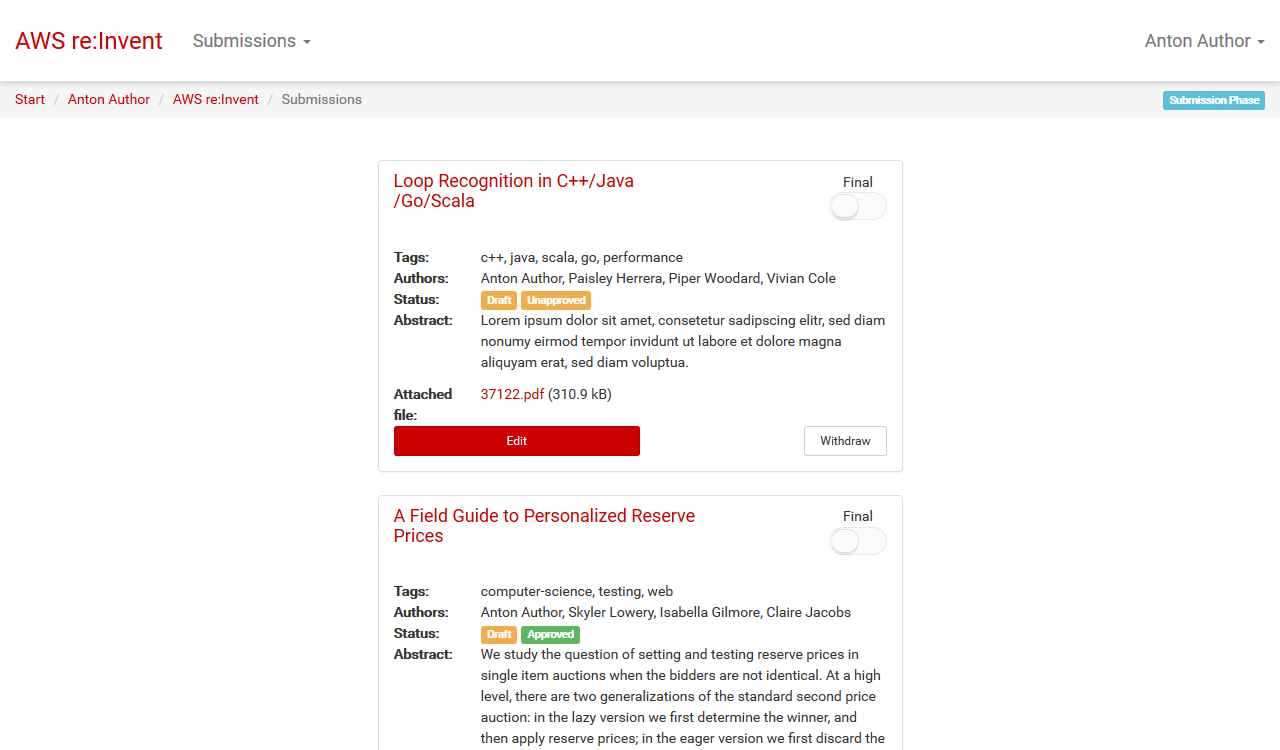 AWS re:Invent Submissions Anton Author
Start / Anton Author / AWS re:Invent / Submissions Submission Phase
Loop Recognition in C++/Java
/Go/Scala
Final
Tags: c++, java, scala, go, performance
Authors: Anton Author, Paisley Herrera, Piper Woodard, Vivian Cole
Status: Draft Unapproved
Abstract: Lorem ipsum dolor sit amet, consetetur sadipscing elitr, sed diam
nonumy eirmod tempor invidunt ut labore et dolore magna
aliquyam erat, sed diam voluptua.
Attached 37122.pdf (310.9 kB)
file:
Edit Withdraw
A Field Guide to Personalized Reserve
Prices
Final
Tags: computer-science, testing, web
Authors: Anton Author, Skyler Lowery, Isabella Gilmore, Claire Jacobs
Status: Draft Approved
Abstract: We study the question of setting and testing reserve prices in
single item auctions when the bidders are not identical. At a high
level, there are two generalizations of the standard second price
auction: in the lazy version we first determine the winner, and
then apply reserve prices; in the eager version we first discard the